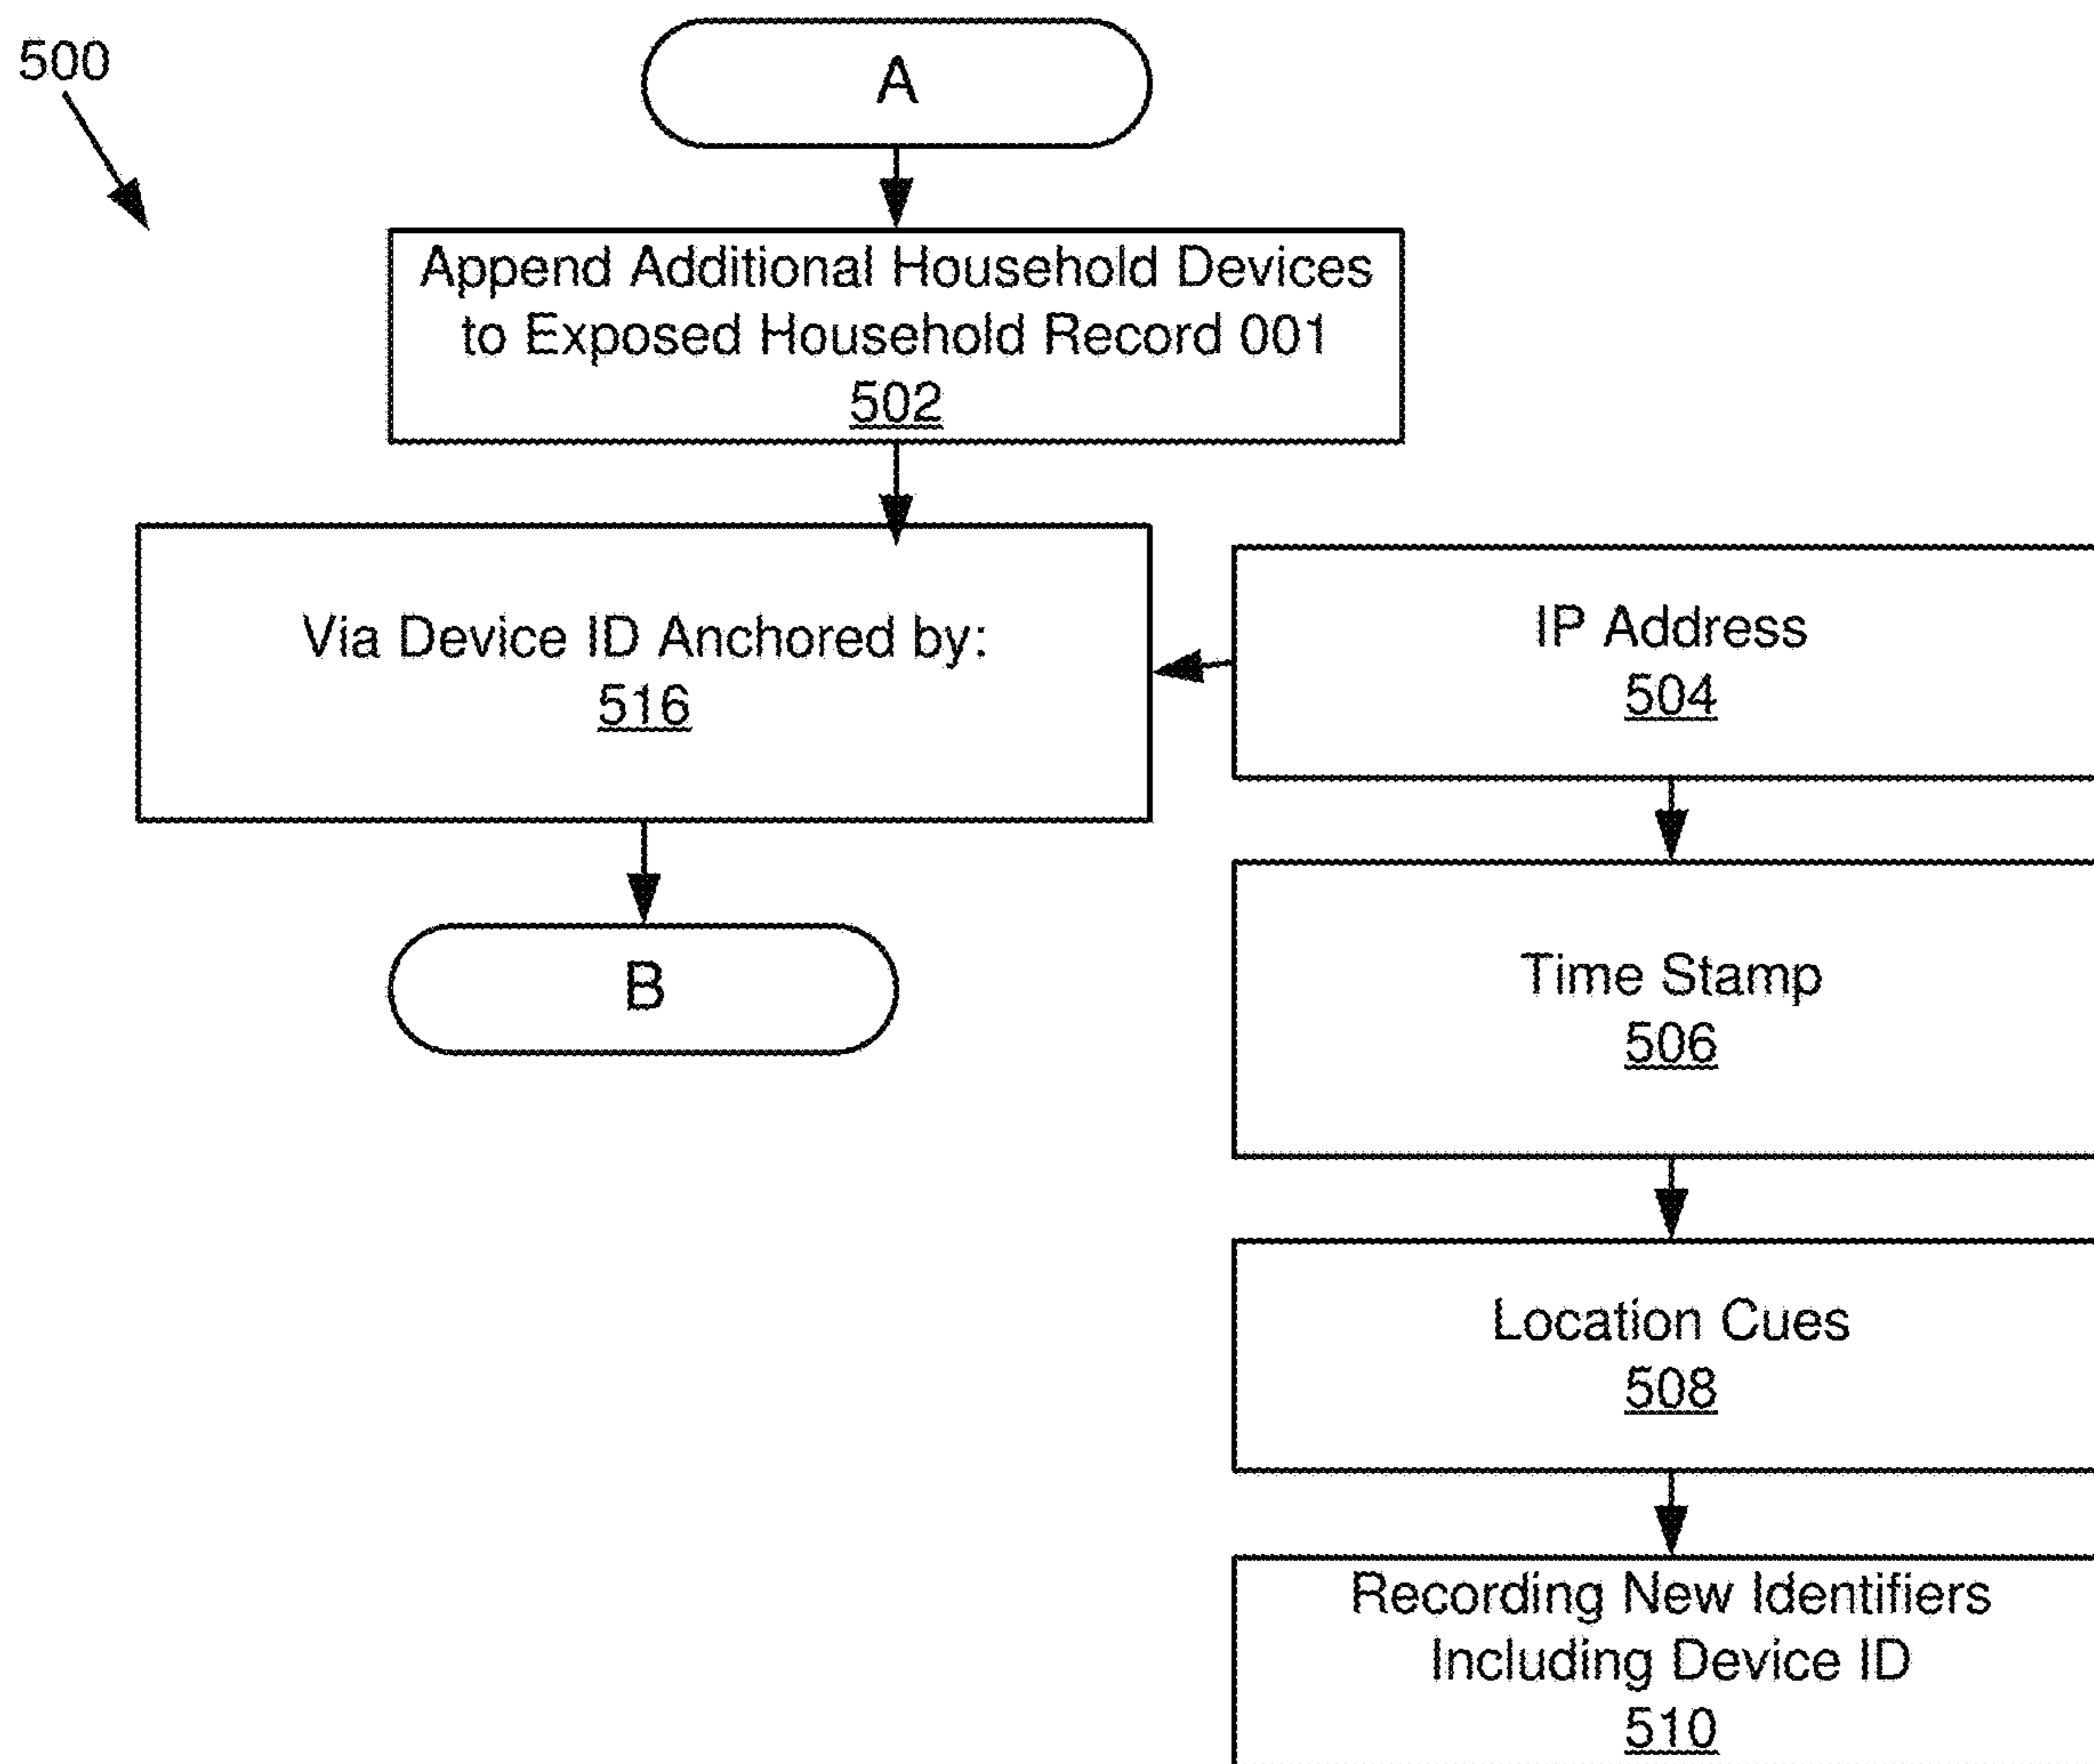 500
A
Append Additional Household Devices
to Exposed Household Record 001
502
Via Device ID Anchored by:
516
IP Address
504
B
Time Stamp
506
Location Cues
508
Recording New Identifiers
Including Device ID
510